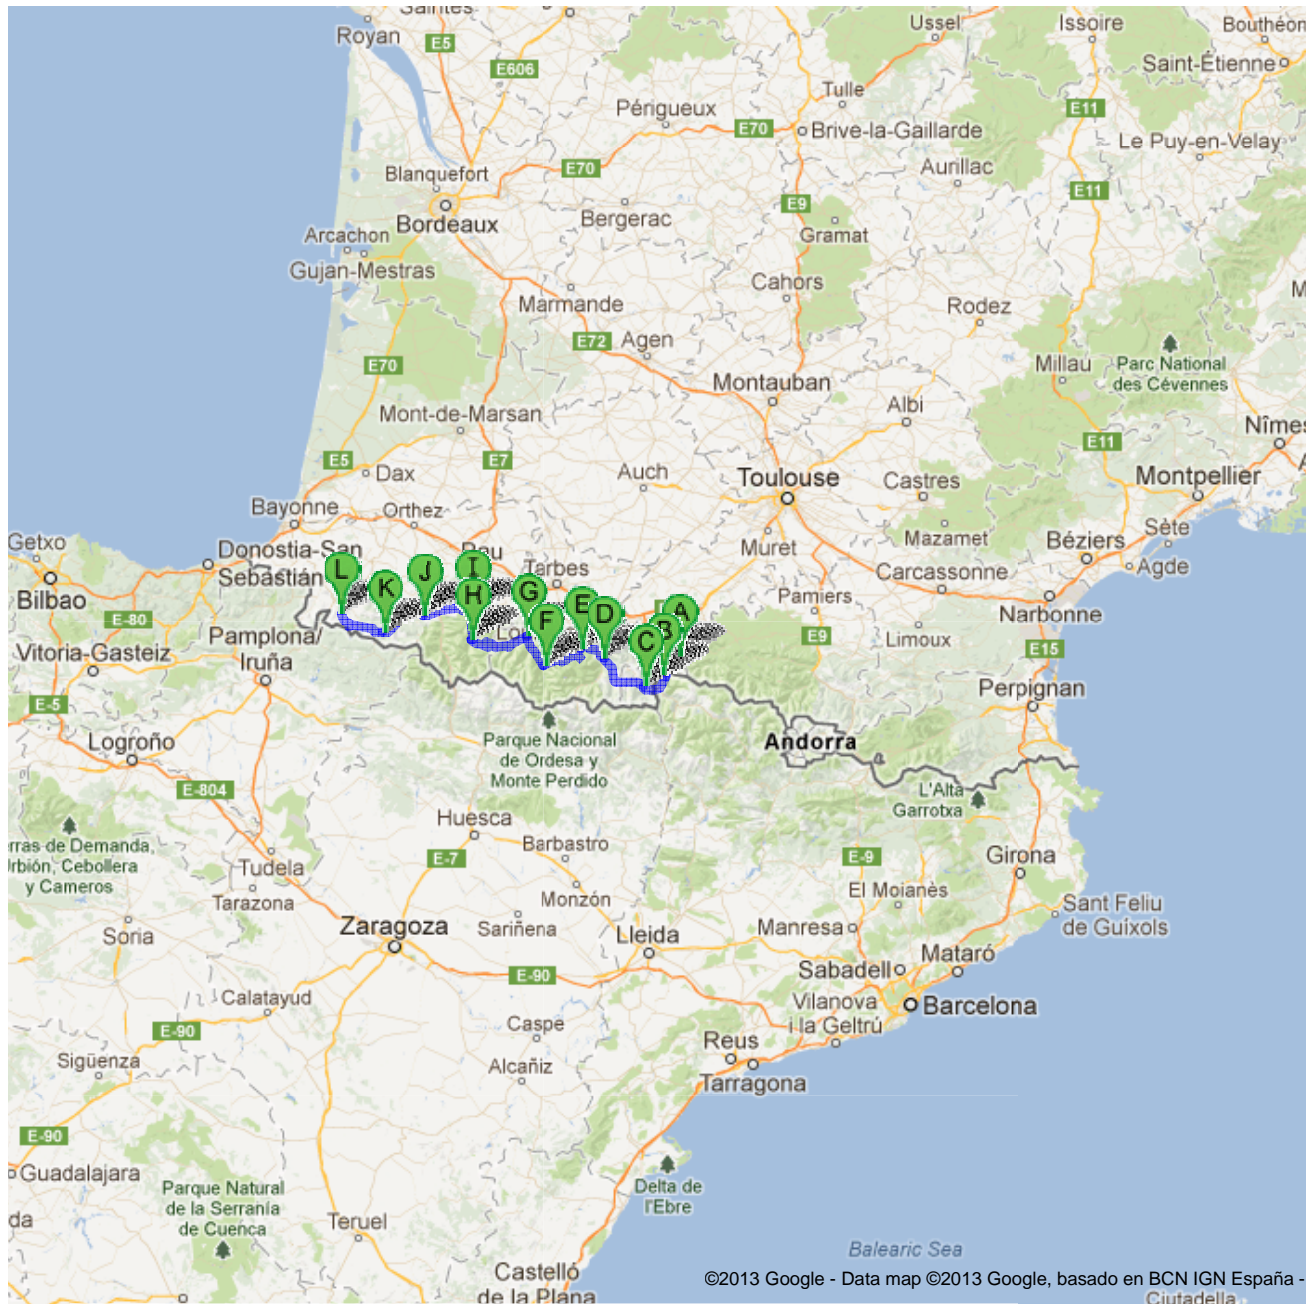 Saintes
Royan
E5
E606
Ussel
Issoire
Bouthéon
Saint-Étienne
Tulle
Périgueux
E70
Brive-la-Gaillarde
E11
Le Puy-en-Velay
Blanquefort
E70
Aurillac
E11
Bordeaux
Bergerac
E9
Gramat
Arcachon
Gujan-Mestras
Cahors
Marmande
Rodez
E72
Agen
E70
Millau
Parc National
des Cévennes
Montauban
Albi
Mont-de-Marsan
E11
Nîmes
E5
Dax
E7
Auch
Toulouse
Castres
Montpellier
Bayonne
Orthez
Getxo
Donostia-San
Sebastián
Pau
Muret
Mazamet
Béziers
Sète
Agde
Bilbao
L
K
J
I
H
G
F
E
D
C
B
A
Tarbes
Carcassonne
Pamiers
Narbonne
E-80
Pamplona/
Iruña
Lo
E9
Limoux
E15
Vitoria-Gasteiz
E-5
Perpignan
Logroño
Parque Nacional
de Ordesa y
Monte Perdido
Andorra
E-804
L'Alta
Garrotxa
Huesca
Barbastro
erras de Demanda,
Urbión, Cebollera
y Cameros
Tudela
E-7
E-9
Girona
Tarazona
Monzón
El Moianès
Soria
Zaragoza
Sariñena
Lleida
Manresa
Sant Feliu
de Guíxols
E-90
Sabadell
Mataró
Calatayud
Vilanova
i la Geltrú
Barcelona
E-90
Caspe
Reus
Sigüenza
Alcañiz
Tarragona
E-90
Guadalajara
Parque Natural
de la Serranía
de Cuenca
Delta de
l'Ebre
da
Teruel
Balearic Sea
Castelló
de la Plana
©2013 Google - Data map ©2013 Google, basado en BCN IGN España -
Ciutadella